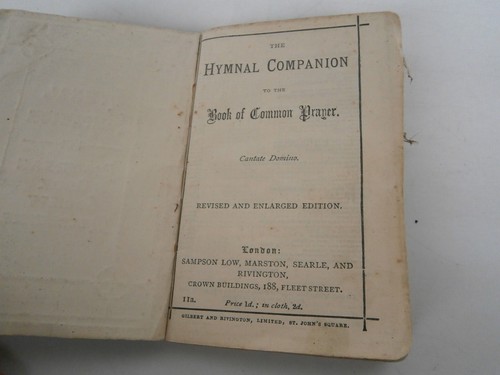 THE
HYMNAL COMPANION
TO THE
Book of Common Prayer.
Cantate Domino.
REVISED AND ENLARGED EDITION.
London:
SAMPSON LOW, MARSTON, SEARLE, AND
RIVINGTON,
CROWN BUILDINGS, 188, FLEET STREET.
112. Price 1d.; in cloth, 2d.
GILBERT AND RIVINGTON, LIMITED, ST. JOHN'S SQUARE.